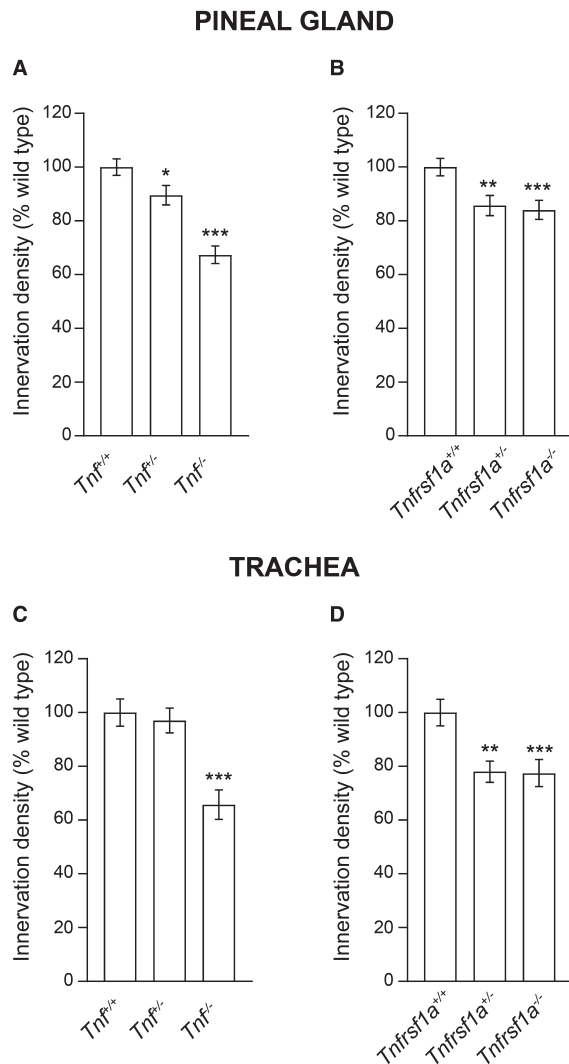 PINEAL GLAND
A
Innervation density (% wild type)
120
100
80
60
40
20
0
*
***
Tnf+/+
Tnf+/-
Tnf-/-
B
Innervation density (% wild type)
120
100
80
60
40
20
0
**
***
Tnfrsf1a+/+
Tnfrsf1a+/-
Tnfrsf1a-/-
TRACHEA
C
Innervation density (% wild type)
120
100
80
60
40
20
0
***
Tnf+/+
Tnf+/-
Tnf-/-
D
Innervation density (% wild type)
120
100
80
60
40
20
0
**
***
Tnfrsf1a+/+
Tnfrsf1a+/-
Tnfrsf1a-/-